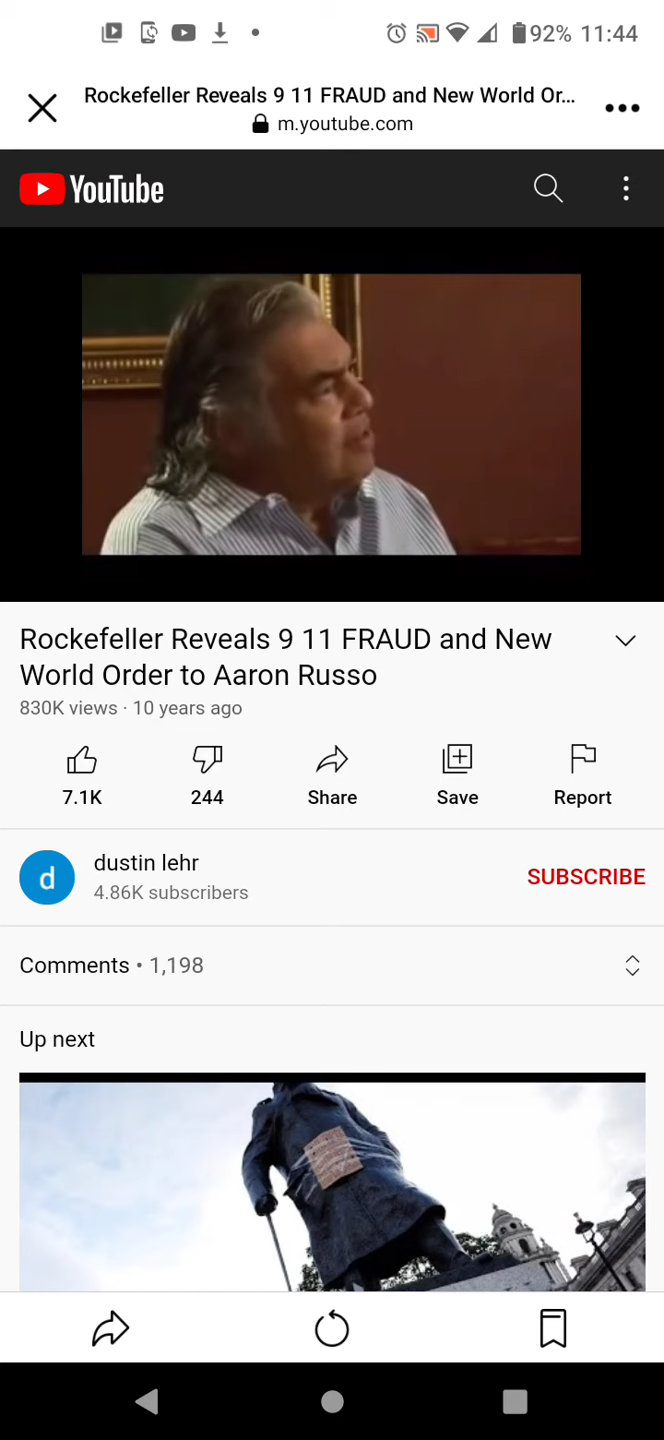 92% 11:44
Rockefeller Reveals 9 11 FRAUD and New World Or...
m.youtube.com
YouTube
Rockefeller Reveals 9 11 FRAUD and New
World Order to Aaron Russo
830K views · 10 years ago
7.1K 244 Share Save Report
d
dustin lehr
4.86K subscribers
SUBSCRIBE
Comments • 1,198
Up next